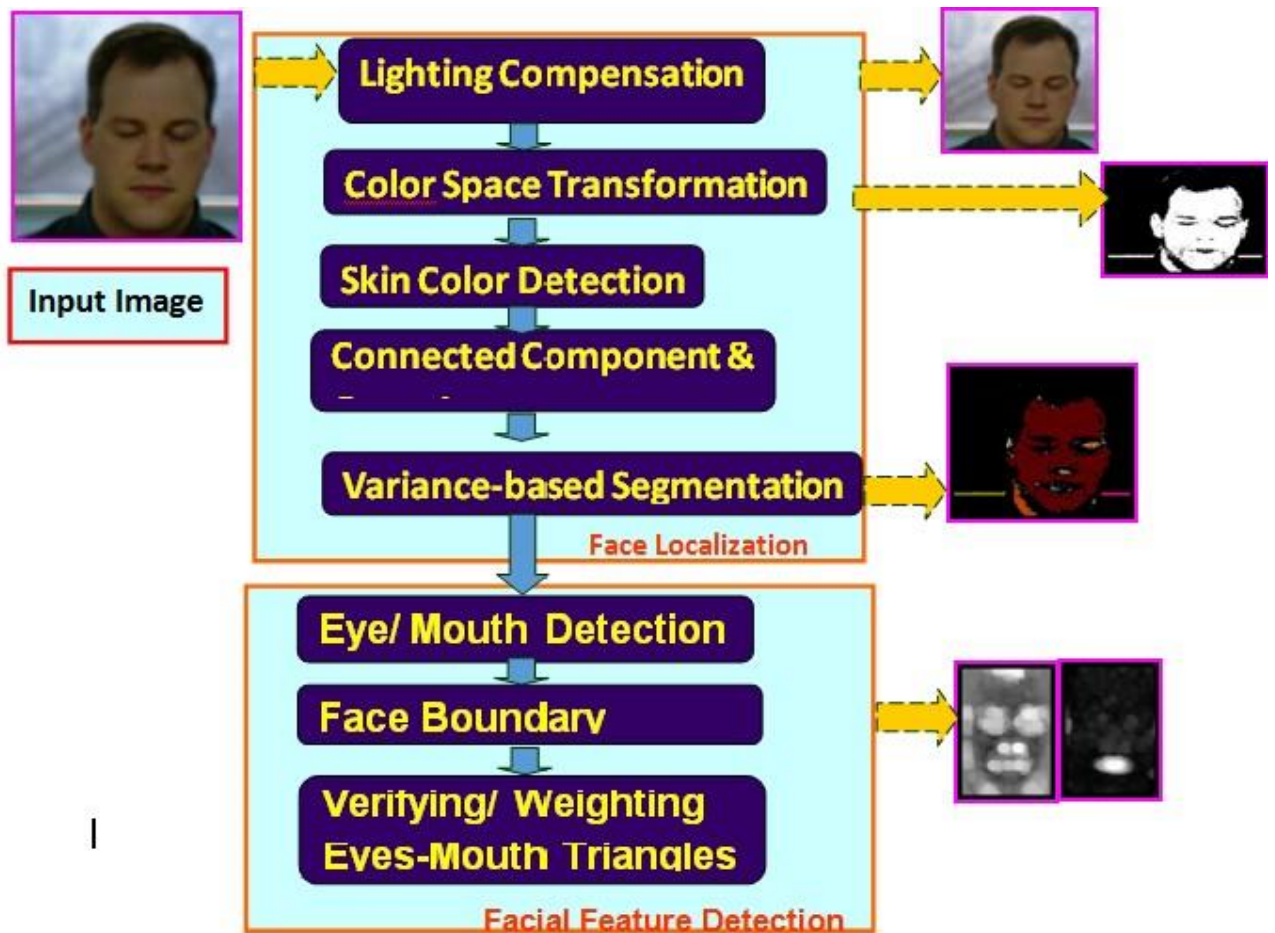 Lighting Compensation
Color Space Transformation
Input Image
Skin Color Detection
Connected Component &
Variance-based Segmentation
Face Localization
Eye/ Mouth Detection
Face Boundary
Verifying/ Weighting
Eyes-Mouth Triangles
Facial Feature Detection